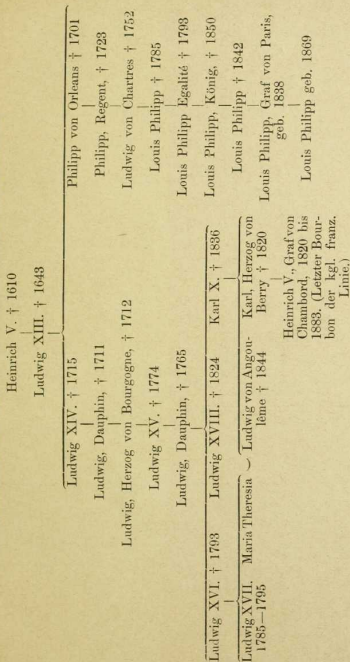 Heinrich V. † 1610
Ludwig XIII. † 1643
Ludwig XIV. † 1715
Philipp von Orleans † 1701
Ludwig, Dauphin, † 1711
Philipp, Regent, † 1723
Ludwig, Herzog von Bourgogne, † 1712
Ludwig von Chartres † 1752
Ludwig XV. † 1774
Louis Philipp † 1785
Ludwig, Dauphin, † 1765
Louis Philipp Egalité † 1793
Ludwig XVI. † 1793
Ludwig XVIII. † 1824
Karl X. † 1836
Louis Philipp, König, † 1850
Ludwig XVII.
1785—1795
Maria Theresia
Ludwig von Angou-
lême † 1844
Karl, Herzog von
Berry † 1820
Louis Philipp † 1842
Heinrich V., Graf von
Chambord, 1820 bis
1883. (Letzter Bour-
bon der kgl. franz.
Linie.)
Louis Philipp, Graf von Paris,
geb. 1838
Louis Philipp geb. 1869